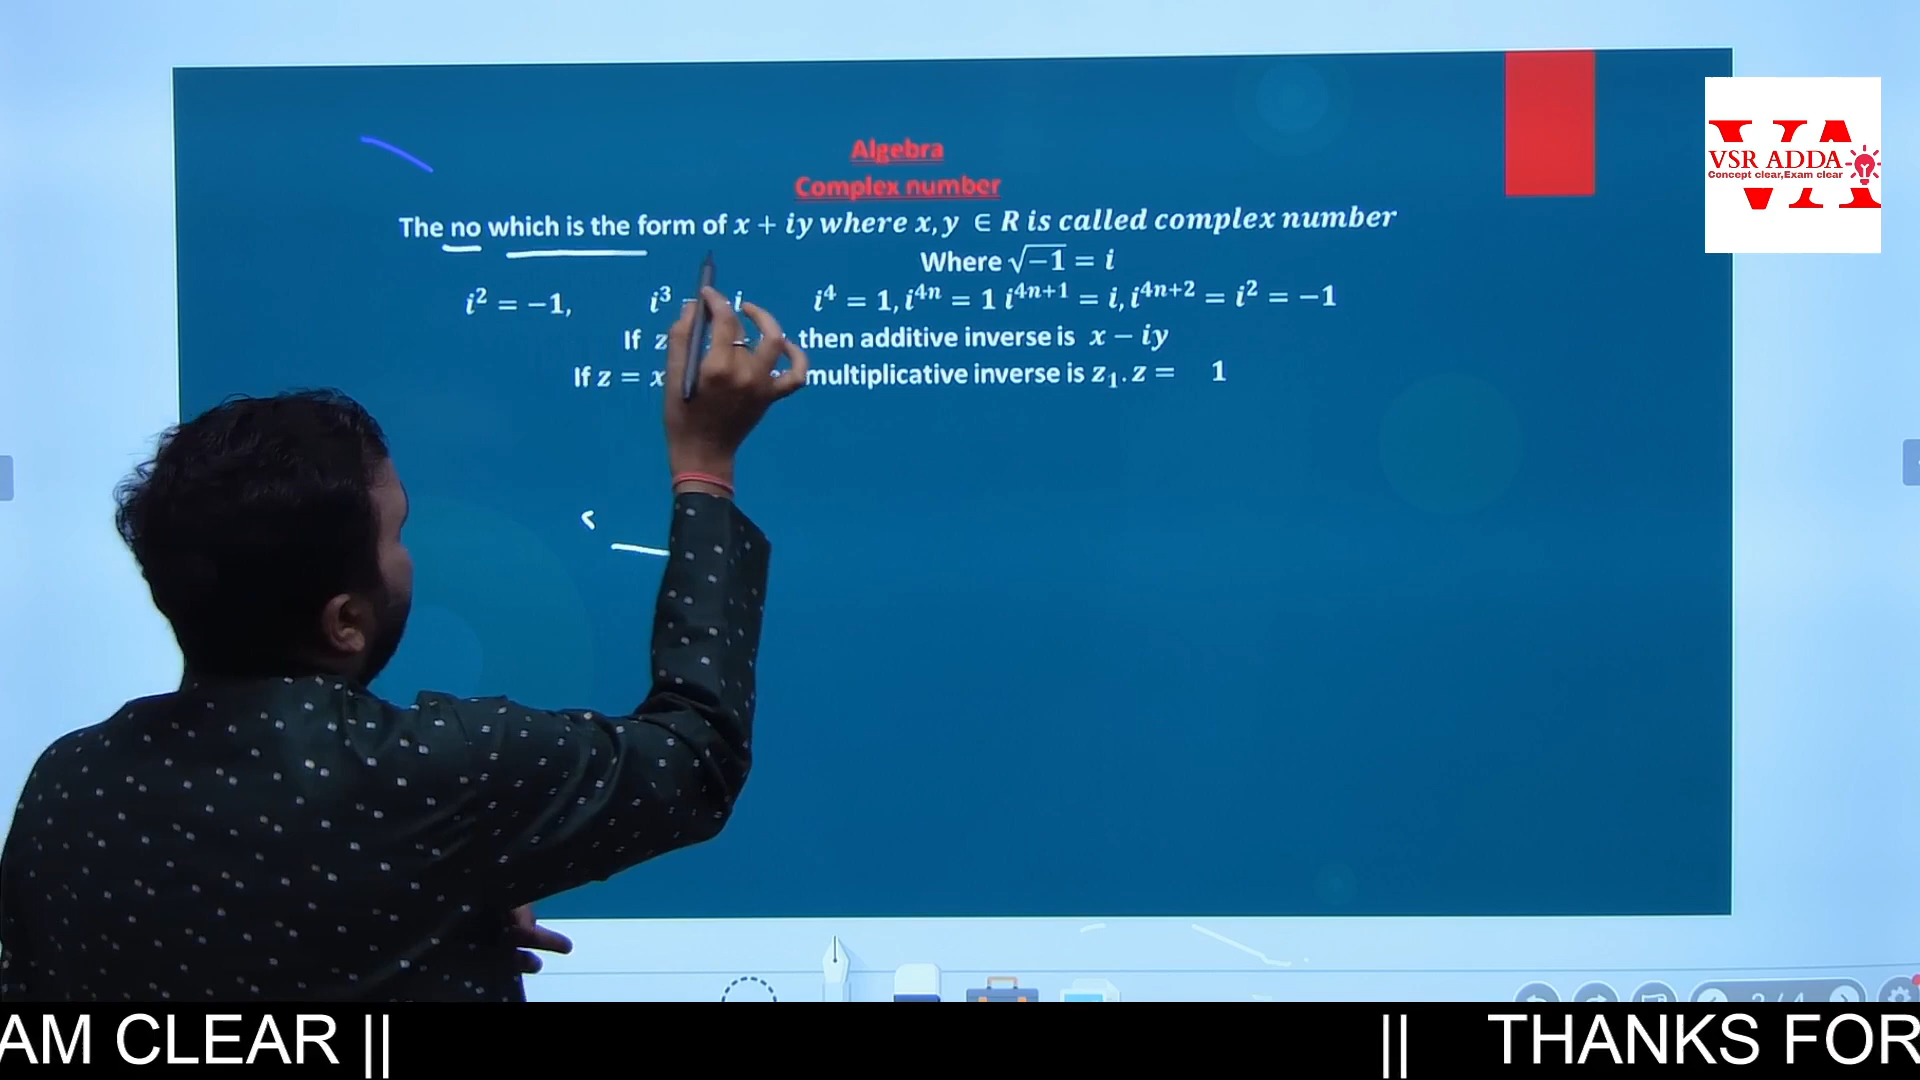 Algebra
Complex number
The no which is the form of x + iy where x, y ∈ R is called complex number
Where √−1 = i
i² = −1, i³ i i⁴ = 1, i⁴ⁿ = 1 i⁴ⁿ⁺¹ = i, i⁴ⁿ⁺² = i² = −1
If z then additive inverse is x − iy
If z = x multiplicative inverse is z₁. z = 1
VA
VSR ADDA
Concept clear,Exam clear
AM CLEAR || || THANKS FOR